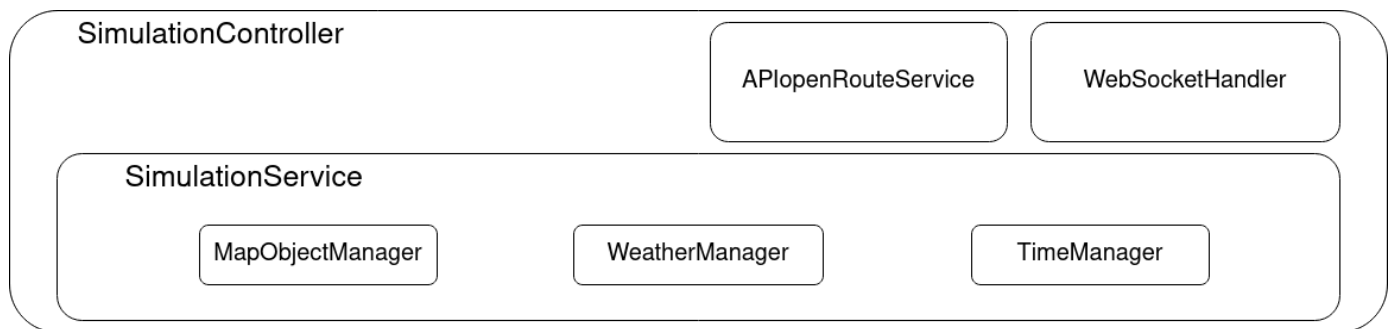 SimulationController
APIopenRouteService
WebSocketHandler
SimulationService
MapObjectManager
WeatherManager
TimeManager